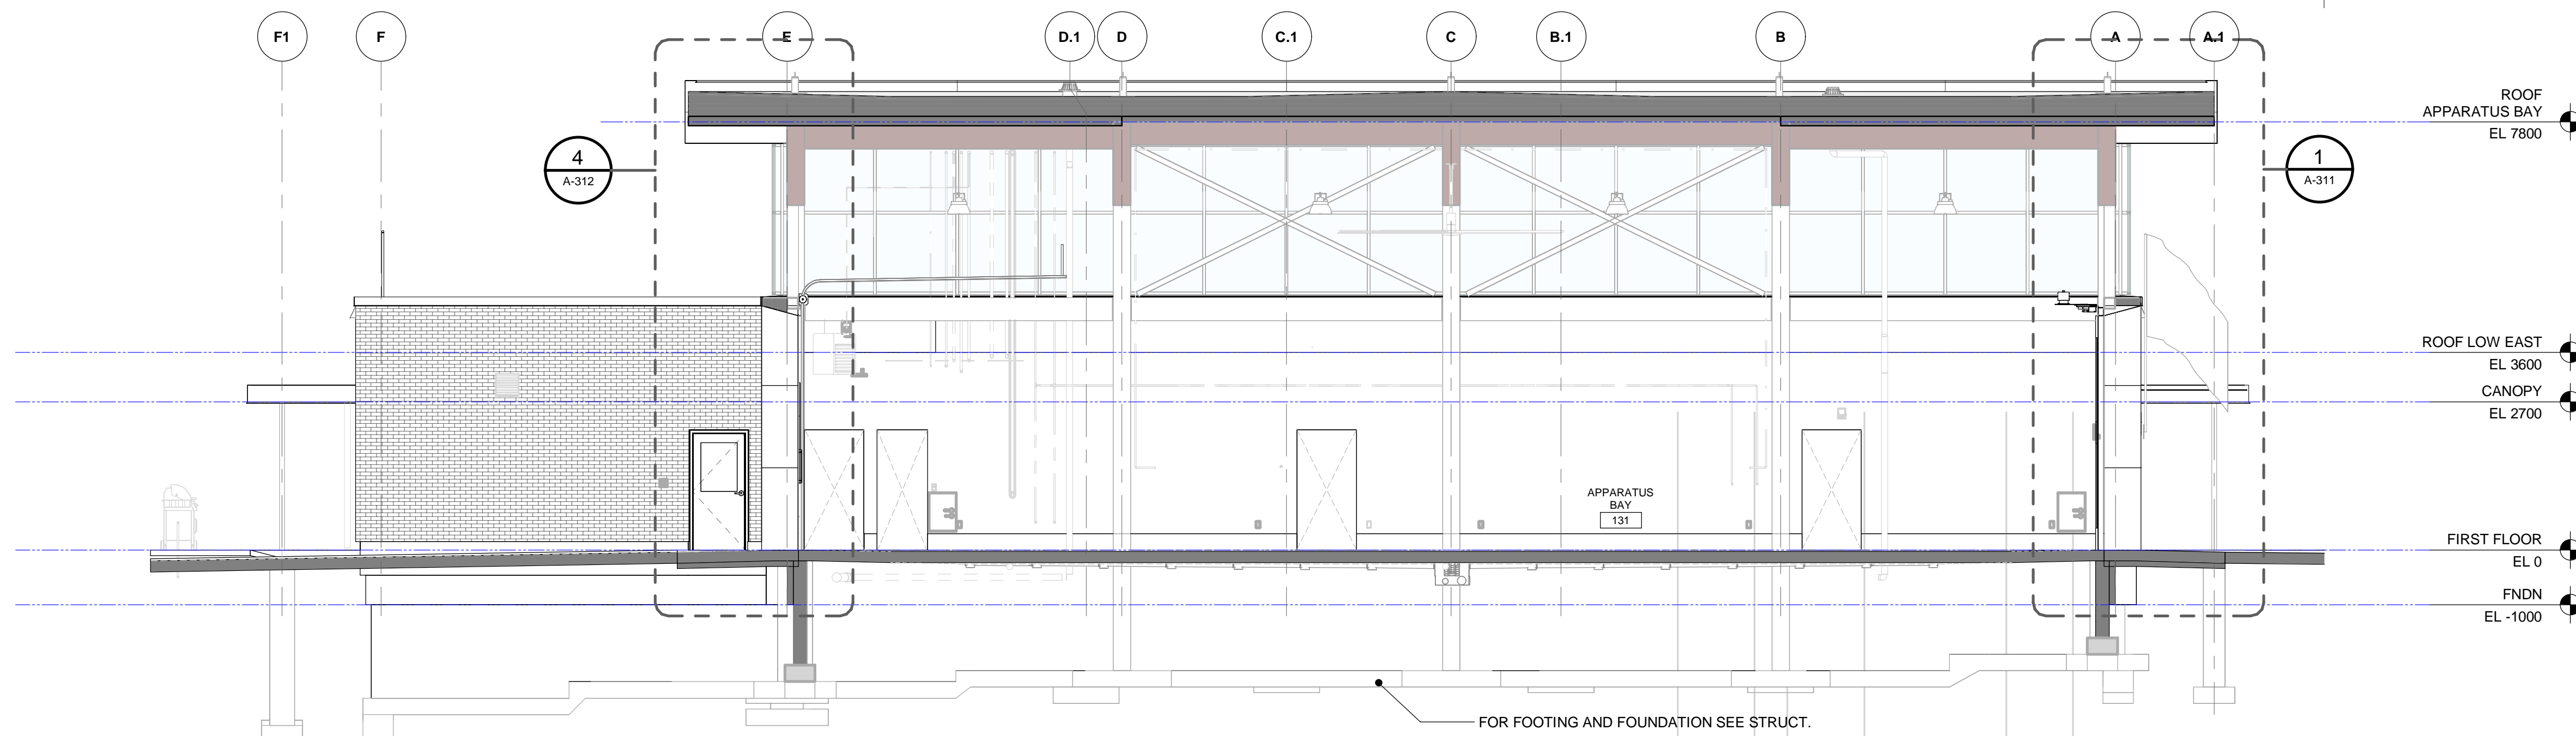 F1
F
E
D.1
D
C.1
C
B.1
B
A
A.1
ROOF
APPARATUS BAY
EL 7800
4
A-312
1
A-311
ROOF LOW EAST
EL 3600
CANOPY
EL 2700
APPARATUS
BAY
131
FIRST FLOOR
EL 0
FNDN
EL -1000
FOR FOOTING AND FOUNDATION SEE STRUCT.